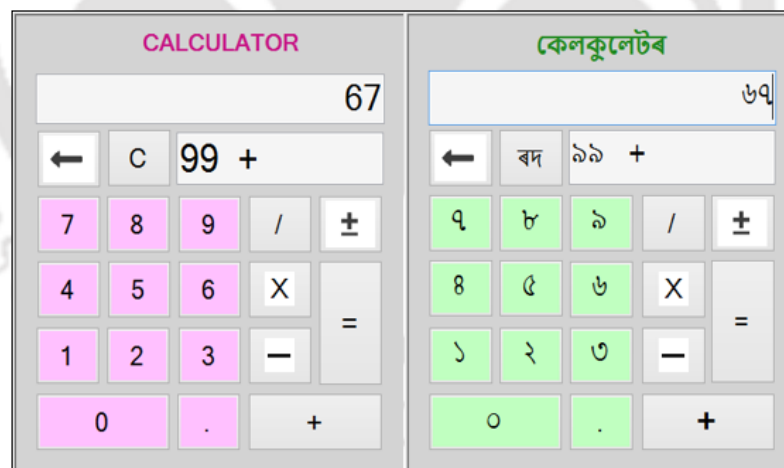 CALCULATOR
67
← C 99 +
7 8 9 / ±
4 5 6 X
=
1 2 3 —
0 . +
কেলকুলেটৰ
৬৭
← ৰদ ৯৯ +
৭ ৮ ৯ / ±
৪ ৫ ৬ X
=
১ ২ ৩ —
০ . +